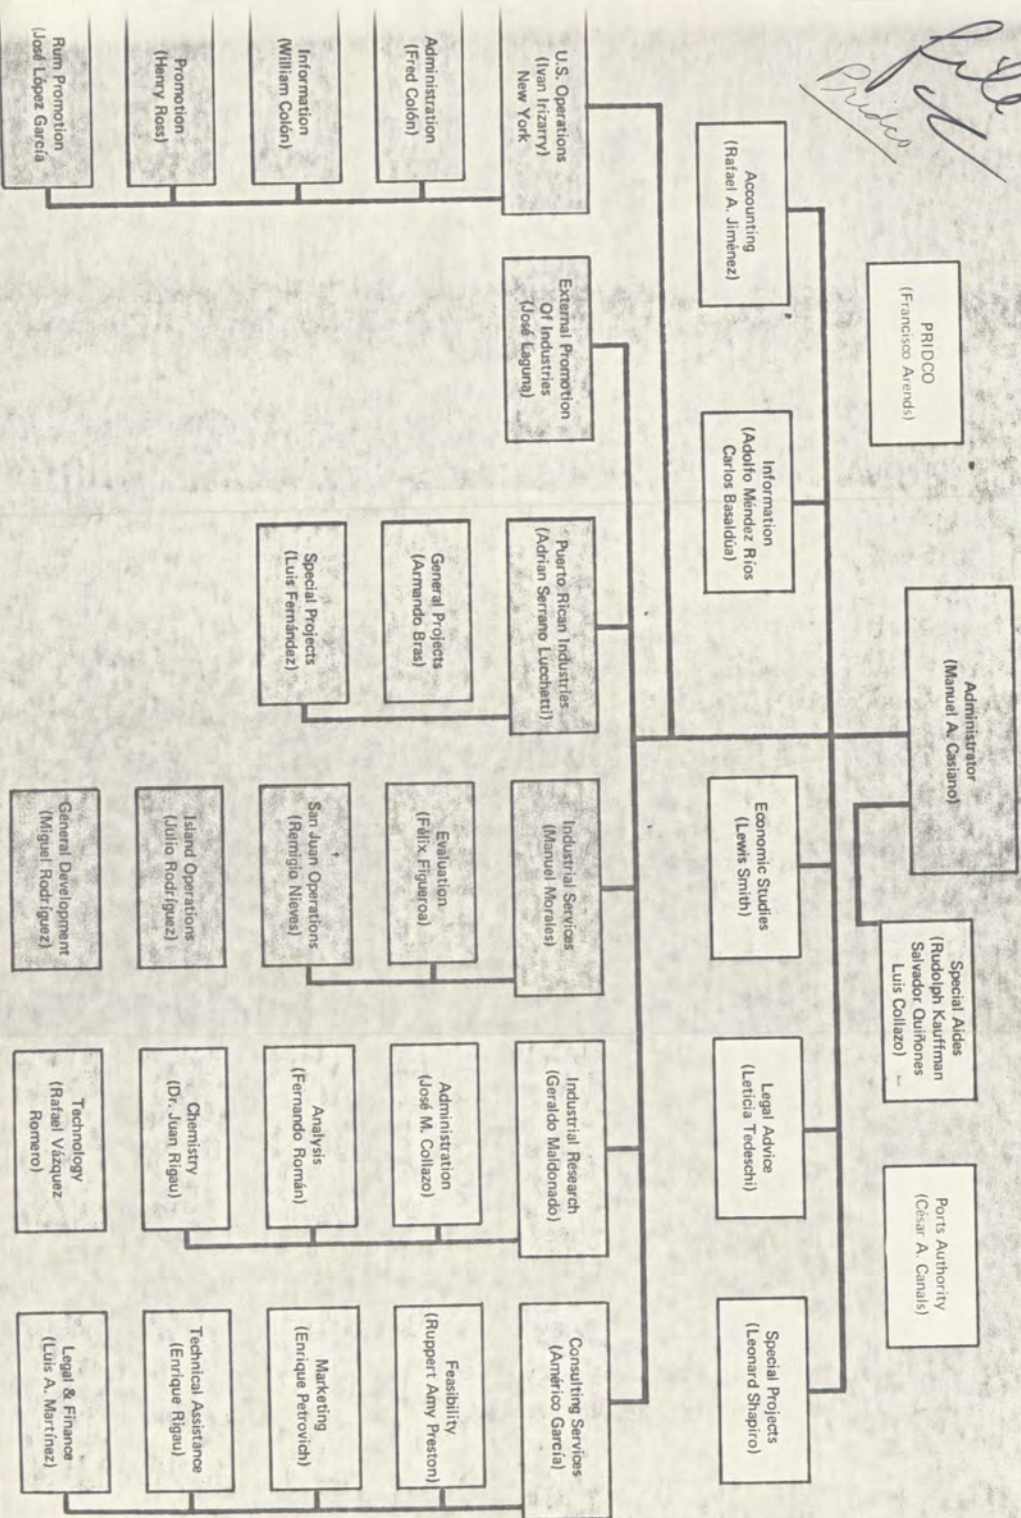 File
Pridco
PRIDCO
(Francisco Arends)
Administrator
(Manuel A. Casiano)
Special Aides
(Rudolph Kauffman
Salvador Quiñones
Luis Collazo)
Ports Authority
(César A. Canals)
Accounting
(Rafael A. Jiménez)
Information
(Adolfo Méndez Ríos
Carlos Basaldúa)
Economic Studies
(Lewis Smith)
Legal Advice
(Leticia Tedeschi)
Special Projects
(Leonard Shapiro)
U.S. Operations
(Ivan Irizarry)
New York
External Promotion
Of Industries
(José Laguna)
Puerto Rican Industries
(Adrian Serrano Lucchetti)
Industrial Services
(Manuel Morales)
Industrial Research
(Geraldo Maldonado)
Consulting Services
(Américo García)
Administration
(Fred Colón)
General Projects
(Armando Bras)
Evaluation
(Félix Figueroa)
Administration
(José M. Collazo)
Feasibility
(Ruppert Amy Preston)
Information
(William Colón)
Special Projects
(Luis Fernández)
San Juan Operations
(Remigio Nieves)
Analysis
(Fernando Román)
Marketing
(Enrique Petrovich)
Promotion
(Henry Ross)
Island Operations
(Julio Rodríguez)
Chemistry
(Dr. Juan Rigau)
Technical Assistance
(Enrique Rigau)
Rum Promotion
(José López García)
General Development
(Miguel Rodríguez)
Technology
(Rafael Vázquez
Romero)
Legal & Finance
(Luis A. Martínez)